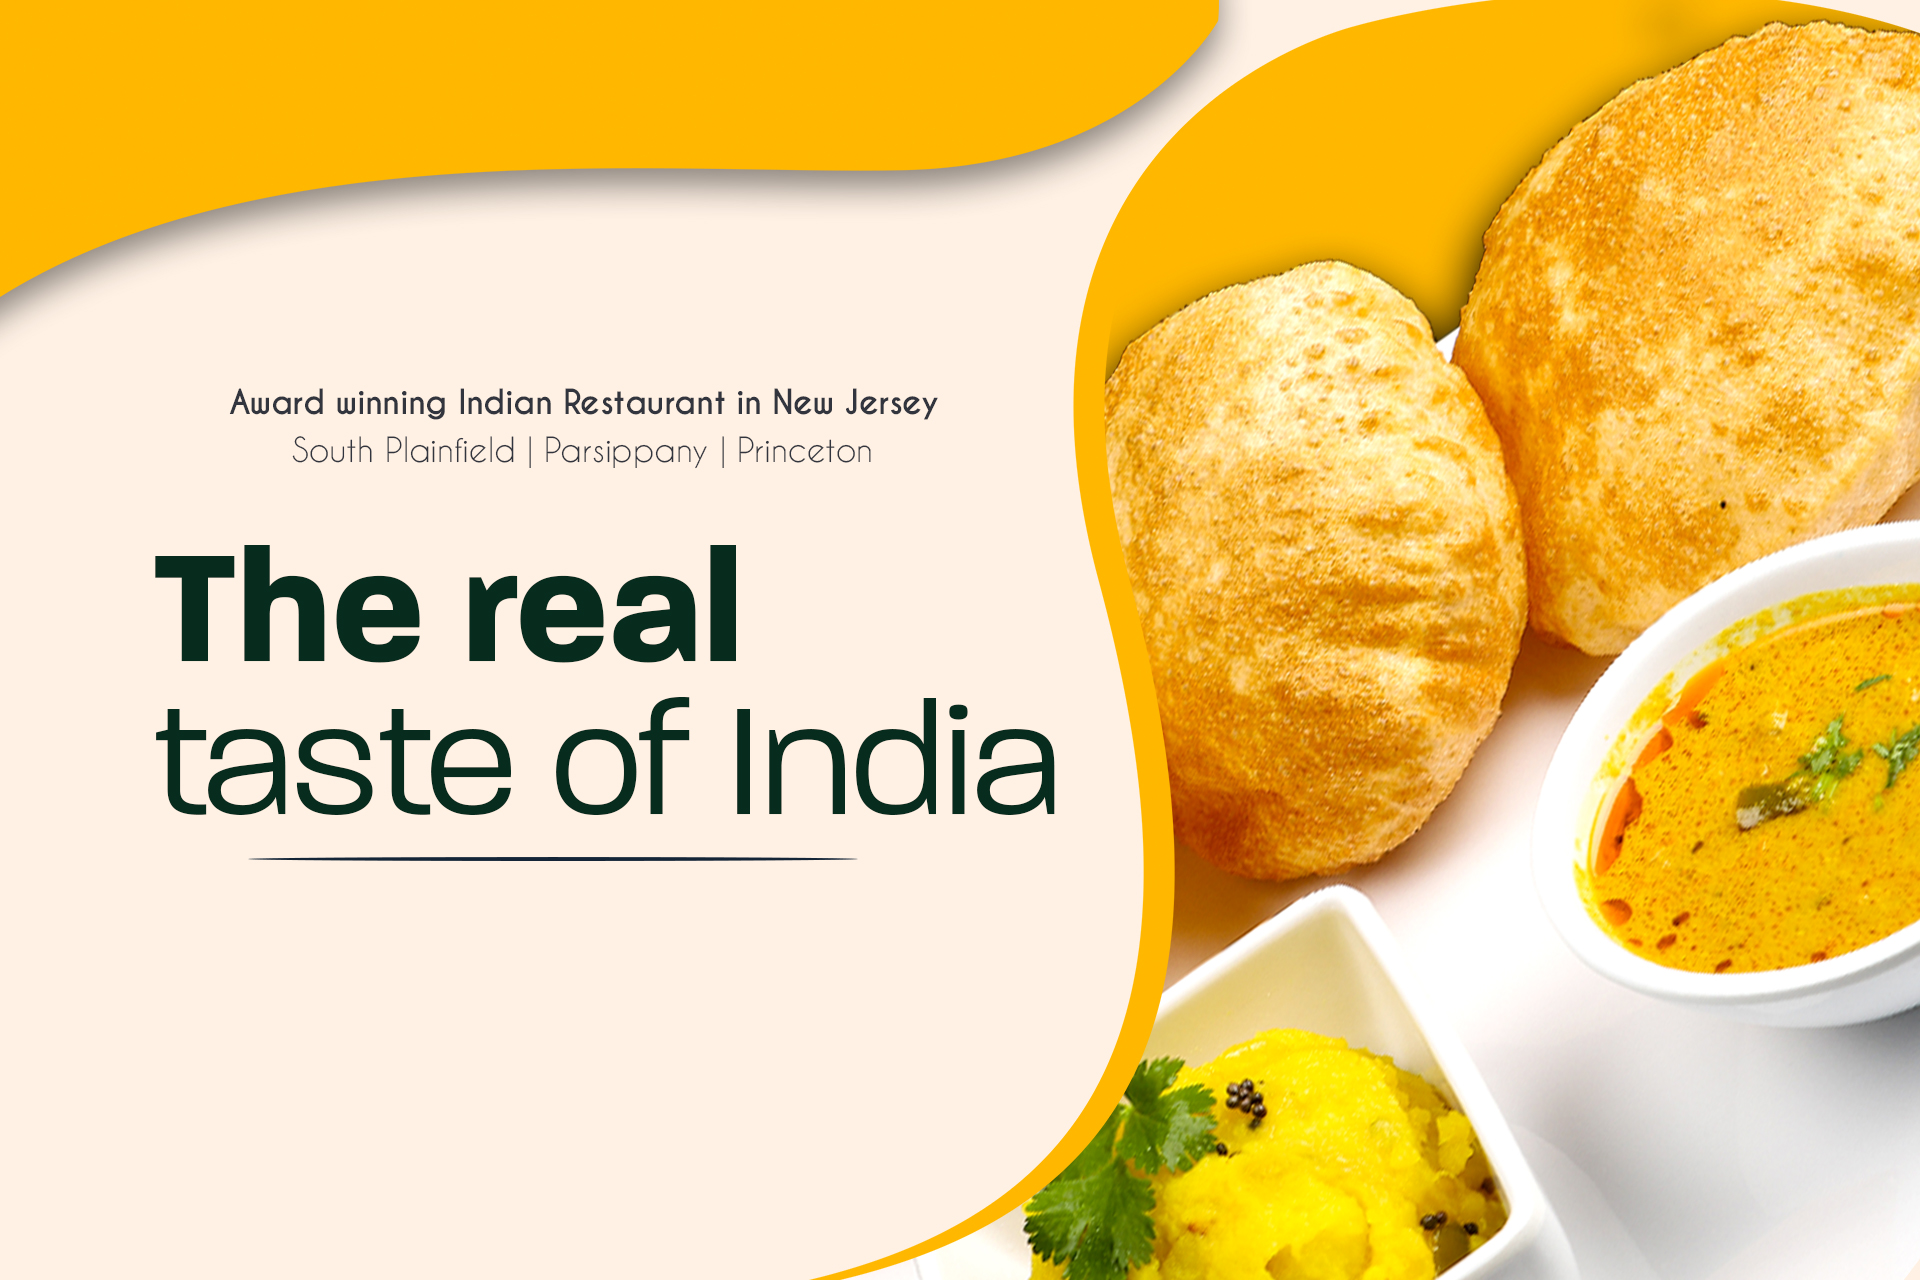 Award winning Indian Restaurant in New Jersey
South Plainfield | Parsippany | Princeton
The real
taste of India